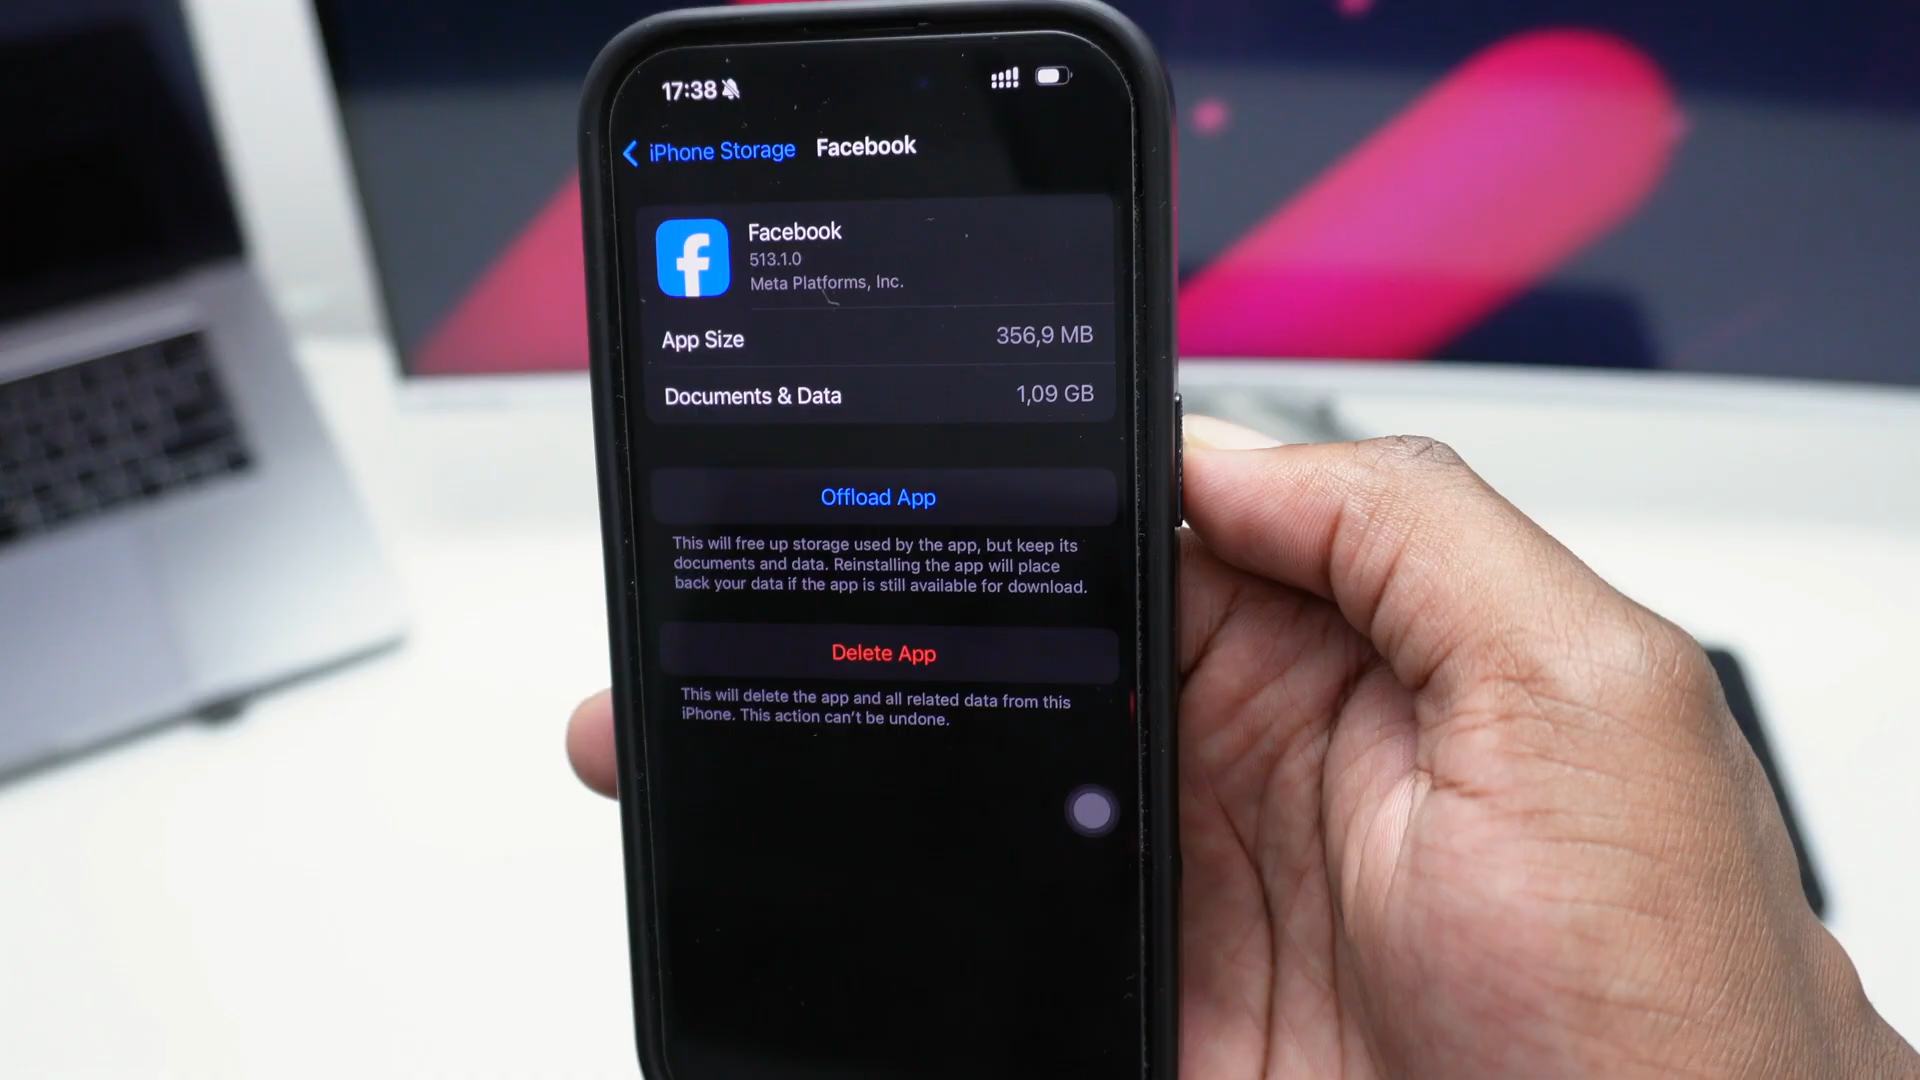 17:38
iPhone Storage
Facebook
Facebook
513.1.0
Meta Platforms, Inc.
App Size
356,9 MB
Documents & Data
1,09 GB
Offload App
This will free up storage used by the app, but keep its
documents and data. Reinstalling the app will place
back your data if the app is still available for download.
Delete App
This will delete the app and all related data from this
iPhone. This action can't be undone.